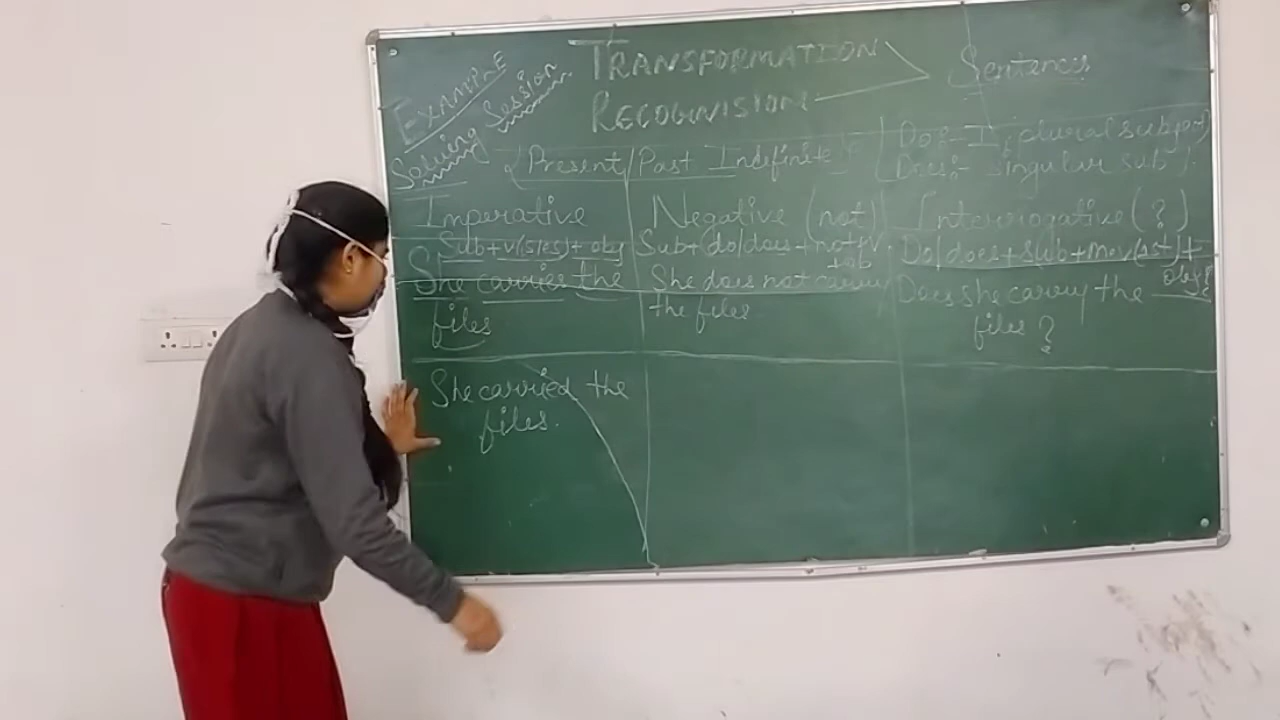 EXAMPLE
Solving Session
TRANSFORMATION
RECOGNISION
Sentences
{Present/Past Indefinite}
Do:- I, plural subject)
Does:- singular sub).
Imperative
Sub+v(s/es)+obj
She carries the
files
Negative (not)
Sub+do/does+not+v.
+ob
She does not carry
the files
Interrogative (?)
Do/does+sub+mov(ast)+
obj?
Does she carry the
files?
She carried the
files.